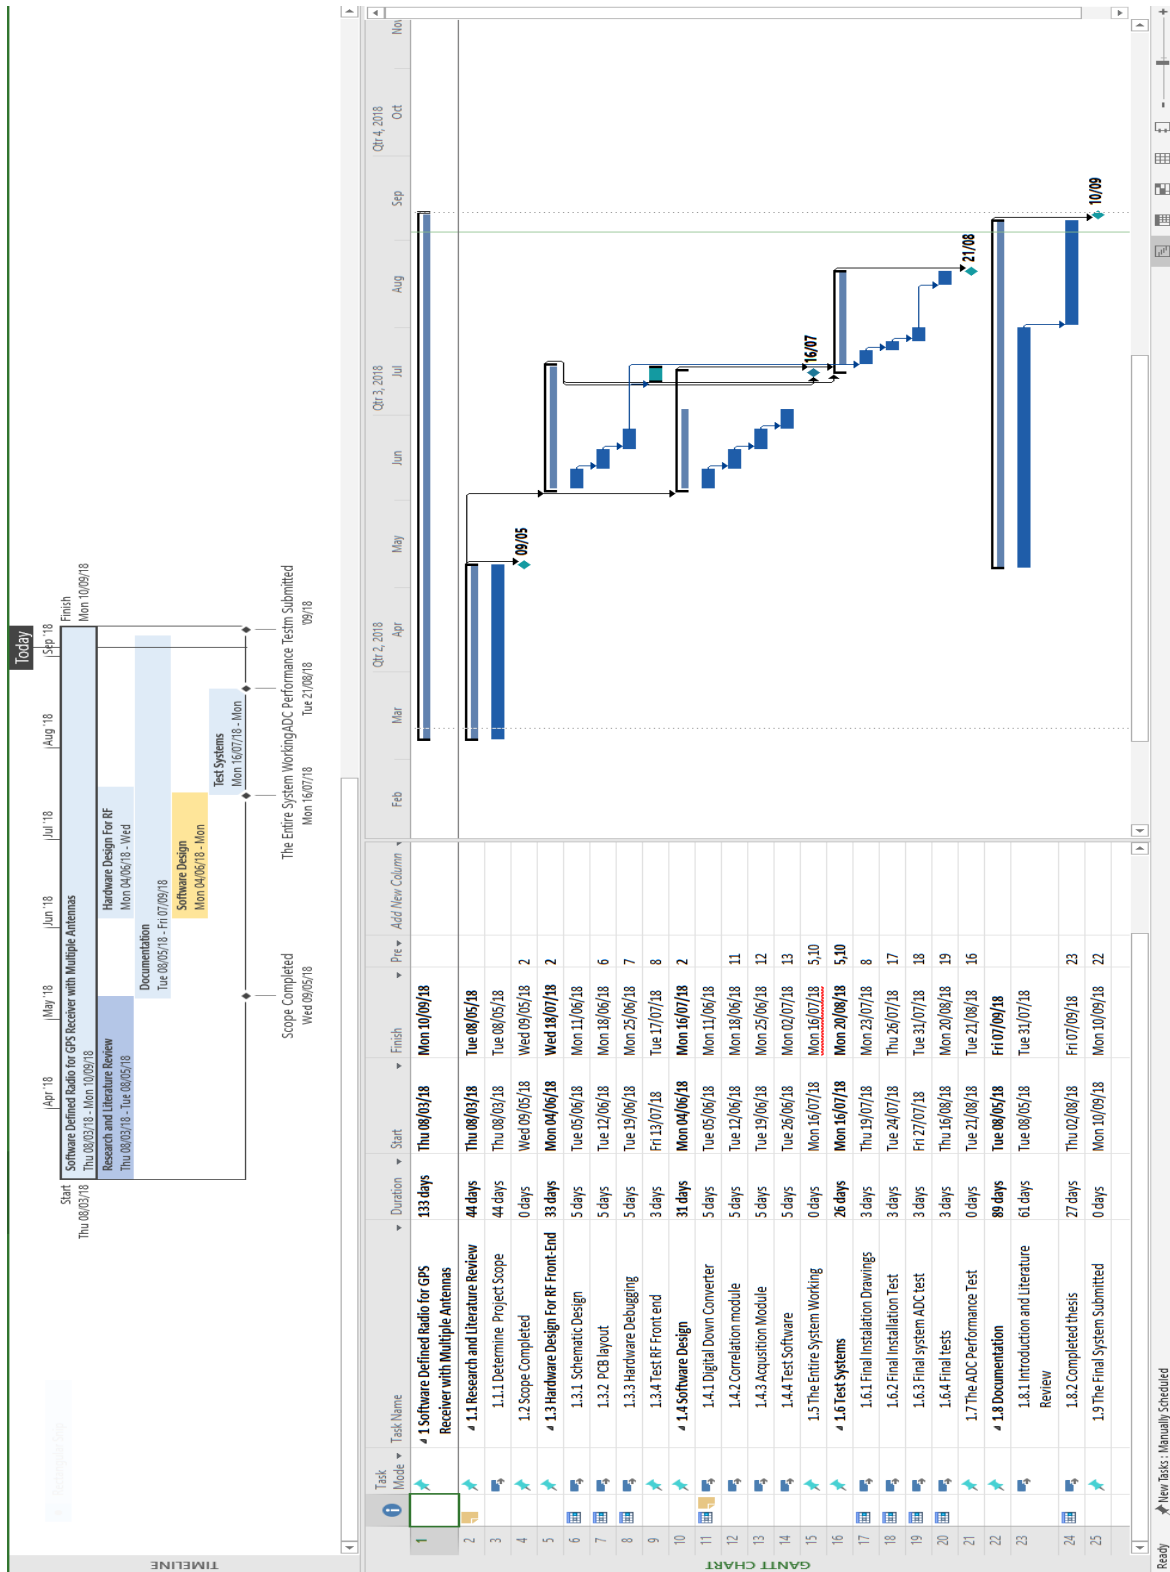 TIMELINE
Today
Start
Thu 08/03/18
Apr '18
May '18
Jun '18
Jul '18
Aug '18
Sep '18
Finish
Mon 10/09/18
Software Defined Radio for GPS Receiver with Multiple Antennas
Thu 08/03/18 - Mon 10/09/18
Research and Literature Review
Thu 08/03/18 - Tue 08/05/18
Hardware Design For RF
Mon 04/06/18 - Wed
Documentation
Tue 08/05/18 - Fri 07/09/18
Software Design
Mon 04/06/18 - Mon
Test Systems
Mon 16/07/18 - Mon
Scope Completed
Wed 09/05/18
The Entire System Working
Mon 16/07/18
ADC Performance Test
Tue 21/08/18
m Submitted
'09/18
GANTT CHART
Task Mode Task Name Duration Start Finish Pre Add New Column
1 1 Software Defined Radio for GPS Receiver with Multiple Antennas 133 days Thu 08/03/18 Mon 10/09/18
2 1.1 Research and Literature Review 44 days Thu 08/03/18 Tue 08/05/18
3 1.1.1 Determine Project Scope 44 days Thu 08/03/18 Tue 08/05/18
4 1.2 Scope Completed 0 days Wed 09/05/18 Wed 09/05/18 2
5 1.3 Hardware Design For RF Front-End 33 days Mon 04/06/18 Wed 18/07/18 2
6 1.3.1 Schematic Design 5 days Tue 05/06/18 Mon 11/06/18
7 1.3.2 PCB layout 5 days Tue 12/06/18 Mon 18/06/18 6
8 1.3.3 Hardware Debugging 5 days Tue 19/06/18 Mon 25/06/18 7
9 1.3.4 Test RF Front end 3 days Fri 13/07/18 Tue 17/07/18 8
10 1.4 Software Design 31 days Mon 04/06/18 Mon 16/07/18 2
11 1.4.1 Digital Down Converter 5 days Tue 05/06/18 Mon 11/06/18
12 1.4.2 Correlation module 5 days Tue 12/06/18 Mon 18/06/18 11
13 1.4.3 Acqusition Module 5 days Tue 19/06/18 Mon 25/06/18 12
14 1.4.4 Test Software 5 days Tue 26/06/18 Mon 02/07/18 13
15 1.5 The Entire System Working 0 days Mon 16/07/18 Mon 16/07/18 5,10
16 1.6 Test Systems 26 days Mon 16/07/18 Mon 20/08/18 5,10
17 1.6.1 Final Instalation Drawings 3 days Thu 19/07/18 Mon 23/07/18 8
18 1.6.2 Final Installation Test 3 days Tue 24/07/18 Thu 26/07/18 17
19 1.6.3 Final system ADC test 3 days Fri 27/07/18 Tue 31/07/18 18
20 1.6.4 Final tests 3 days Thu 16/08/18 Mon 20/08/18 19
21 1.7 The ADC Performance Test 0 days Tue 21/08/18 Tue 21/08/18 16
22 1.8 Documentation 89 days Tue 08/05/18 Fri 07/09/18
23 1.8.1 Introduction and Literature Review 61 days Tue 08/05/18 Tue 31/07/18
24 1.8.2 Completed thesis 27 days Thu 02/08/18 Fri 07/09/18 23
25 1.9 The Final System Submitted 0 days Mon 10/09/18 Mon 10/09/18 22
Qtr 2, 2018 Qtr 3, 2018 Qtr 4, 2018
Feb Mar Apr May Jun Jul Aug Sep Oct Nov
09/05
16/07
21/08
10/09
Ready New Tasks : Manually Scheduled